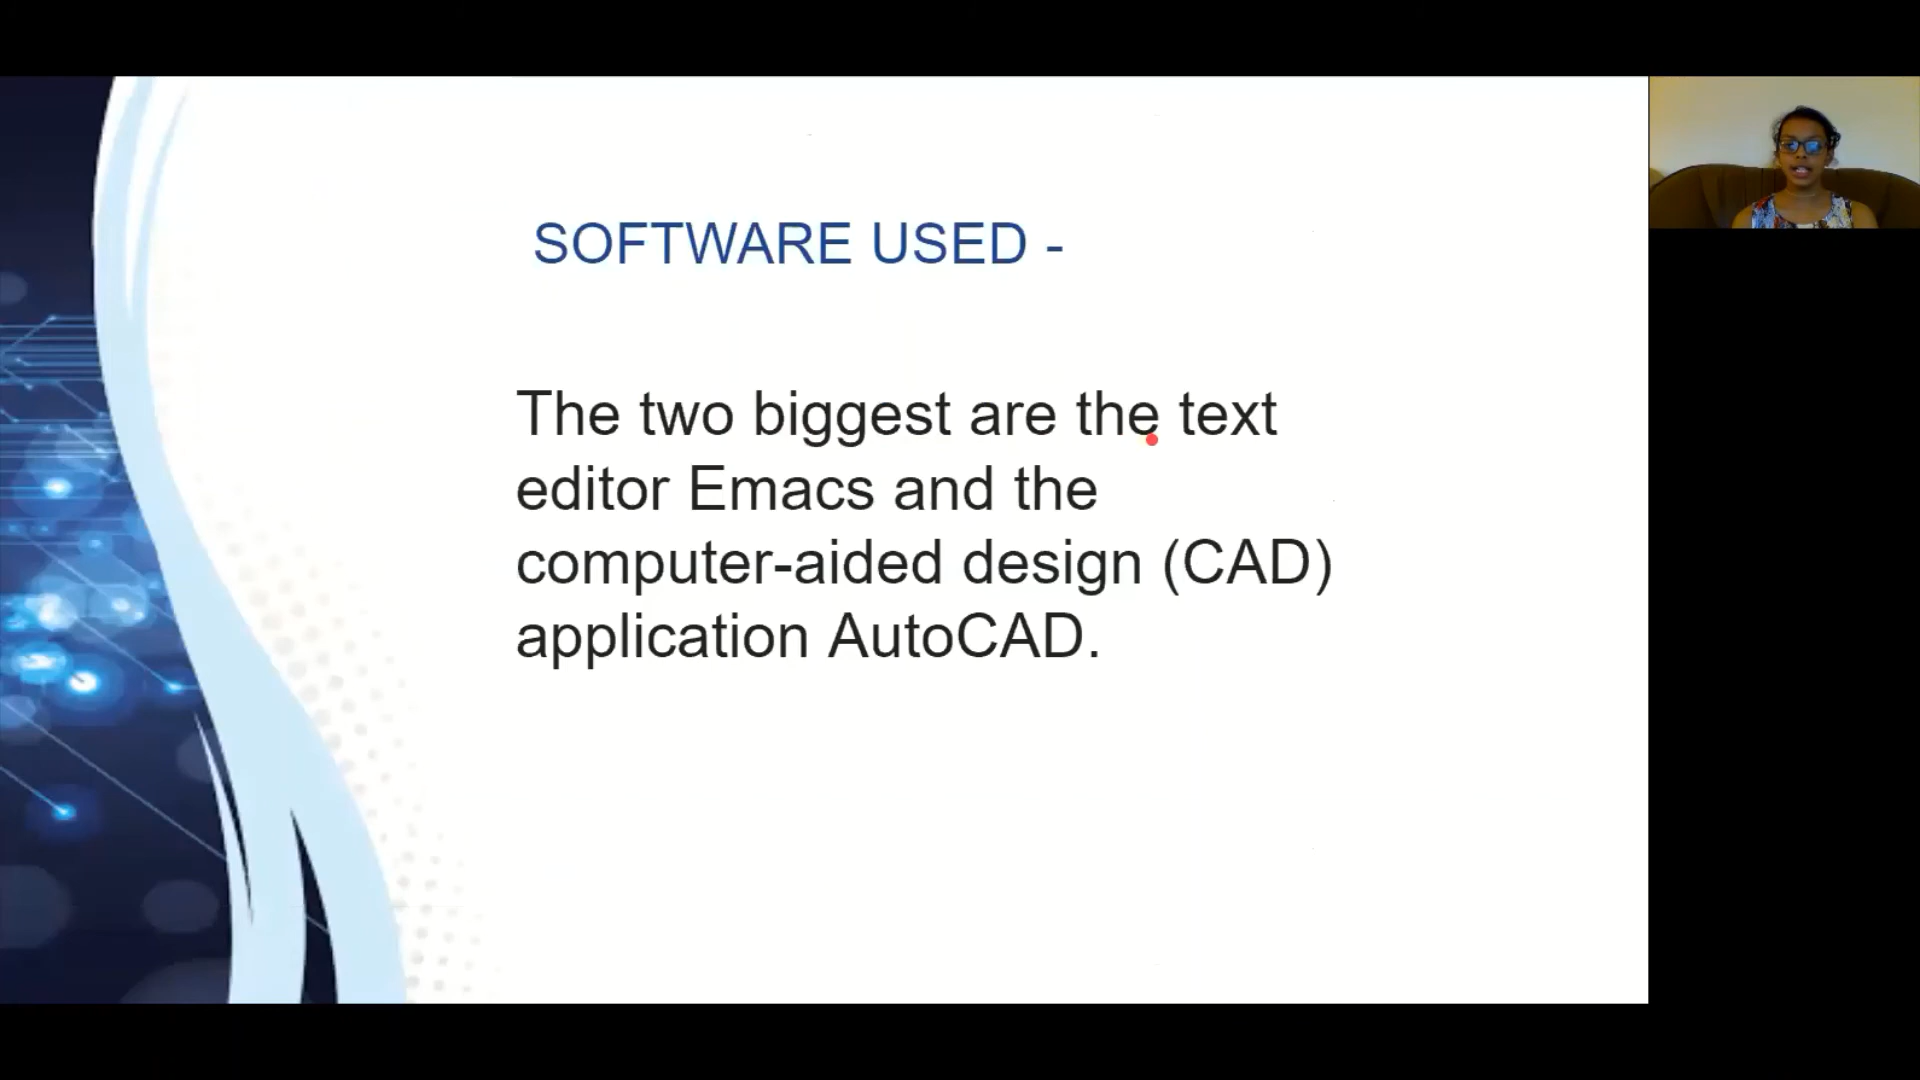 SOFTWARE USED -
The two biggest are the text
editor Emacs and the
computer-aided design (CAD)
application AutoCAD.